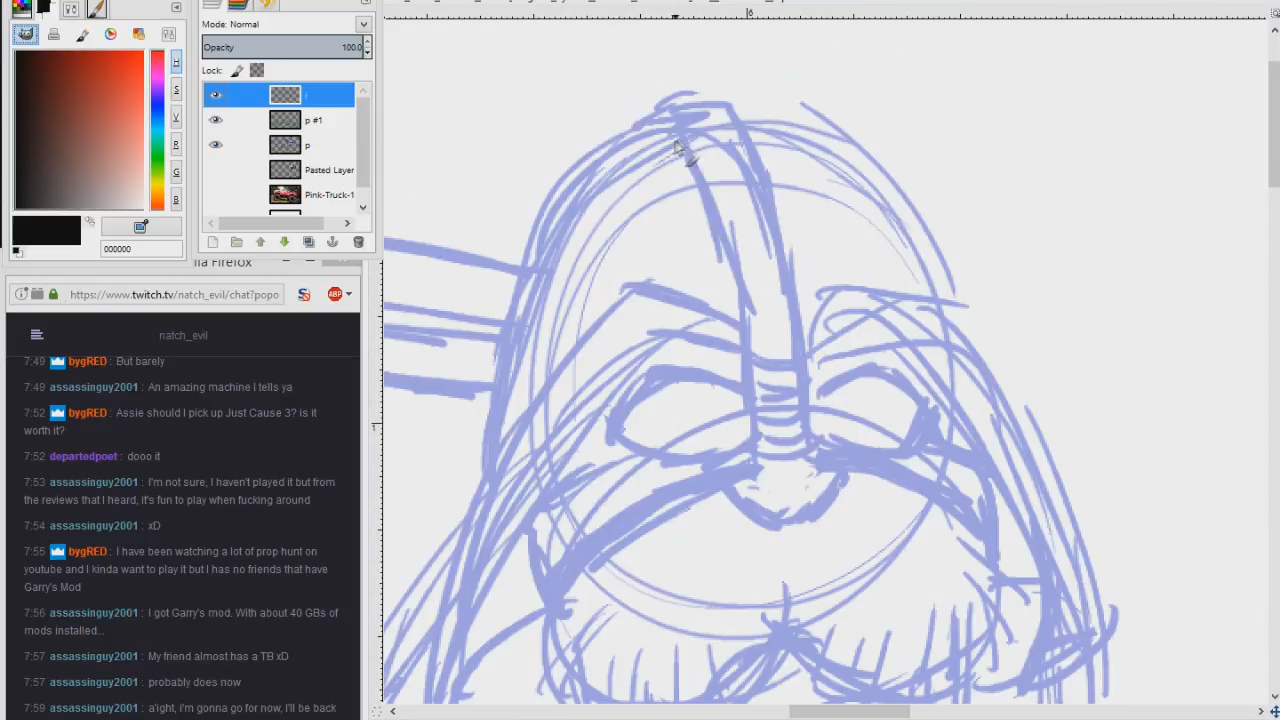 Mode: Normal
Opacity 100.0
Lock:
p #1
p
Pasted Layer
Pink-Truck-1
H
S
V
R
G
B
000000
6
1
lla Firefox
https://www.twitch.tv/natch_evil/chat?popo
ABP
natch_evil
7:49 bygRED: But barely
7:49 assassinguy2001: An amazing machine I tells ya
7:52 bygRED: Assie should I pick up Just Cause 3? is it
worth it?
7:52 departedpoet: dooo it
7:53 assassinguy2001: I'm not sure, I haven't played it but from
the reviews that I heard, it's fun to play when fucking around
7:54 assassinguy2001: xD
7:55 bygRED: I have been watching a lot of prop hunt on
youtube and I kinda want to play it but I has no friends that have
Garry's Mod
7:56 assassinguy2001: I got Garry's mod. With about 40 GBs of
mods installed...
7:57 assassinguy2001: My friend almost has a TB xD
7:57 assassinguy2001: probably does now
7:59 assassinguy2001: a'ight, i'm gonna go for now, I'll be back